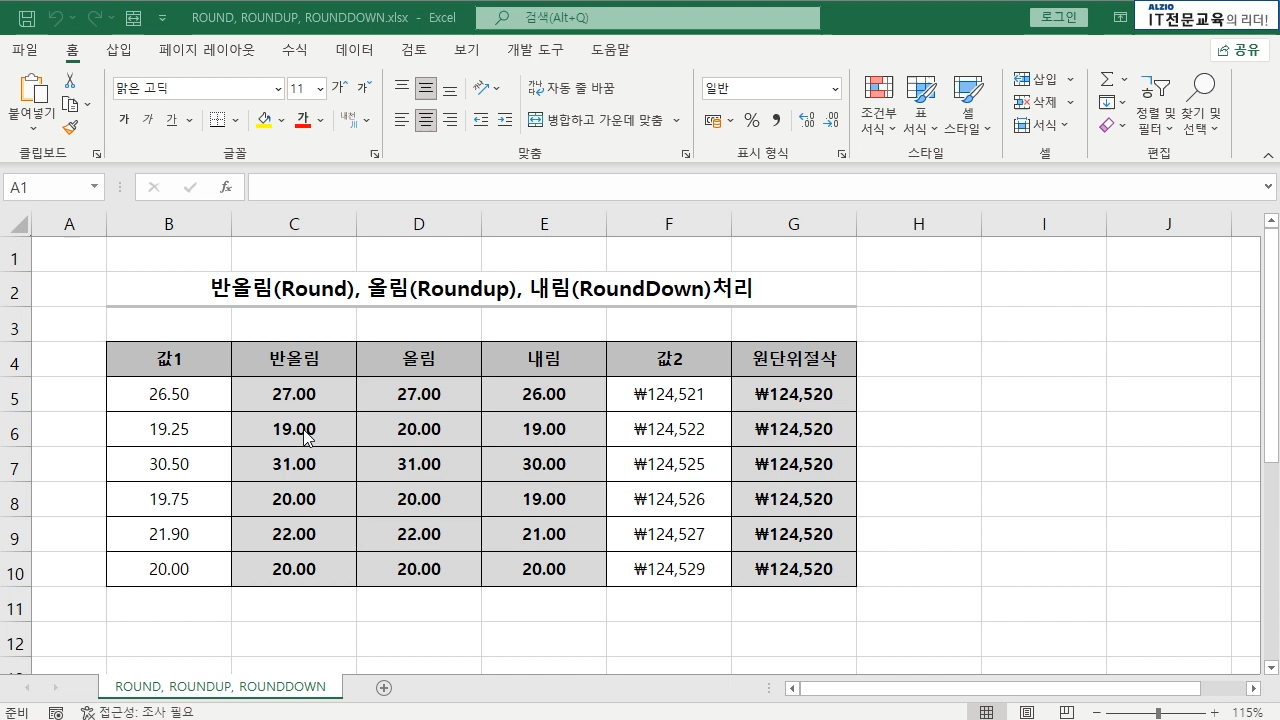 ROUND, ROUNDUP, ROUNDDOWN.xlsx - Excel
검색(Alt+Q)
로그인
ALZIO
IT전문교육의 리더!
파일 홈 삽입 페이지 레이아웃 수식 데이터 검토 보기 개발 도구 도움말
공유
붙여넣기
클립보드
맑은 고딕 11 가 가
가 가 가 가 내천
글꼴
자동 줄 바꿈
병합하고 가운데 맞춤
맞춤
일반
% 9
표시 형식
조건부 서식
표 서식
셀 스타일
스타일
삽입
삭제
서식
셀
정렬 및 필터
찾기 및 선택
편집
A1
fx
A B C D E F G H I J
1
2 반올림(Round), 올림(Roundup), 내림(RoundDown)처리
3
4 값1 반올림 올림 내림 값2 원단위절삭
5 26.50 27.00 27.00 26.00 ₩124,521 ₩124,520
6 19.25 19.00 20.00 19.00 ₩124,522 ₩124,520
7 30.50 31.00 31.00 30.00 ₩124,525 ₩124,520
8 19.75 20.00 20.00 19.00 ₩124,526 ₩124,520
9 21.90 22.00 22.00 21.00 ₩124,527 ₩124,520
10 20.00 20.00 20.00 20.00 ₩124,529 ₩124,520
11
12
ROUND, ROUNDUP, ROUNDDOWN
준비 접근성: 조사 필요
115%